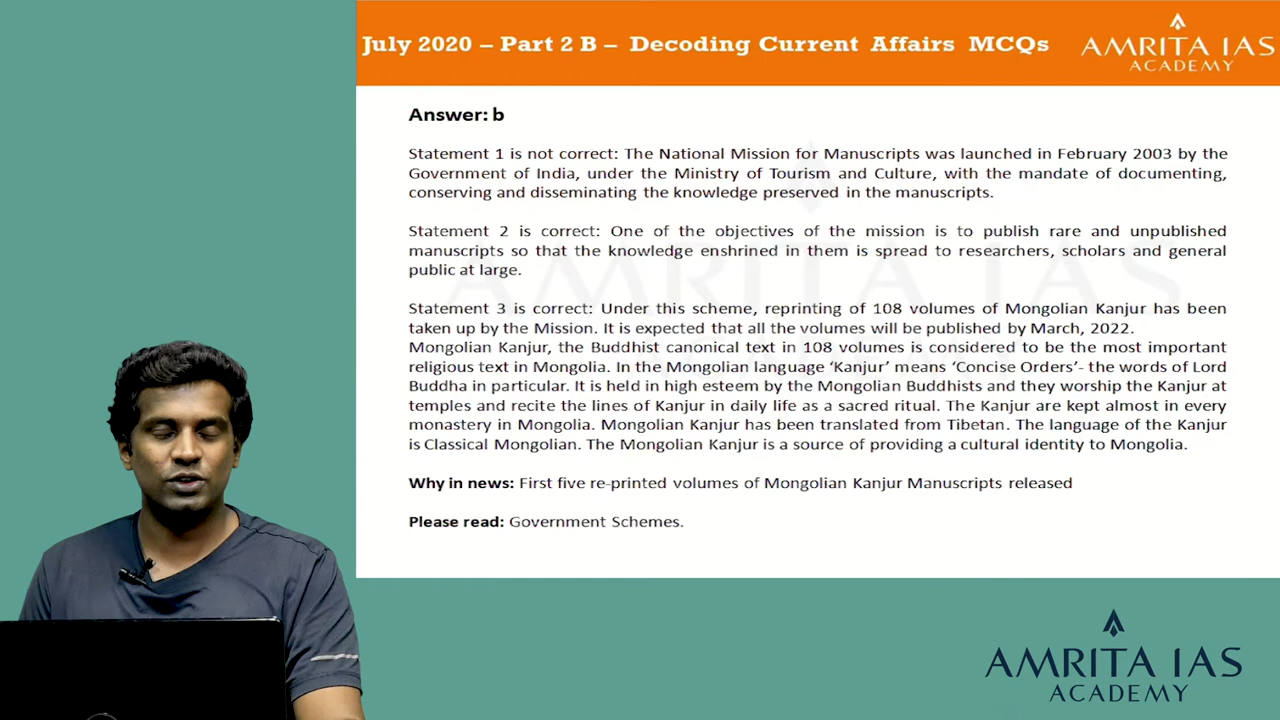 July 2020 – Part 2 B – Decoding Current Affairs MCQs
AMRITA IAS
ACADEMY
Answer: b
Statement 1 is not correct: The National Mission for Manuscripts was launched in February 2003 by the
Government of India, under the Ministry of Tourism and Culture, with the mandate of documenting,
conserving and disseminating the knowledge preserved in the manuscripts.
Statement 2 is correct: One of the objectives of the mission is to publish rare and unpublished
manuscripts so that the knowledge enshrined in them is spread to researchers, scholars and general
public at large.
Statement 3 is correct: Under this scheme, reprinting of 108 volumes of Mongolian Kanjur has been
taken up by the Mission. It is expected that all the volumes will be published by March, 2022.
Mongolian Kanjur, the Buddhist canonical text in 108 volumes is considered to be the most important
religious text in Mongolia. In the Mongolian language ‘Kanjur’ means ‘Concise Orders’- the words of Lord
Buddha in particular. It is held in high esteem by the Mongolian Buddhists and they worship the Kanjur at
temples and recite the lines of Kanjur in daily life as a sacred ritual. The Kanjur are kept almost in every
monastery in Mongolia. Mongolian Kanjur has been translated from Tibetan. The language of the Kanjur
is Classical Mongolian. The Mongolian Kanjur is a source of providing a cultural identity to Mongolia.
Why in news: First five re-printed volumes of Mongolian Kanjur Manuscripts released
Please read: Government Schemes.
AMRITA IAS
ACADEMY
AMRITA IAS
ACADEMY